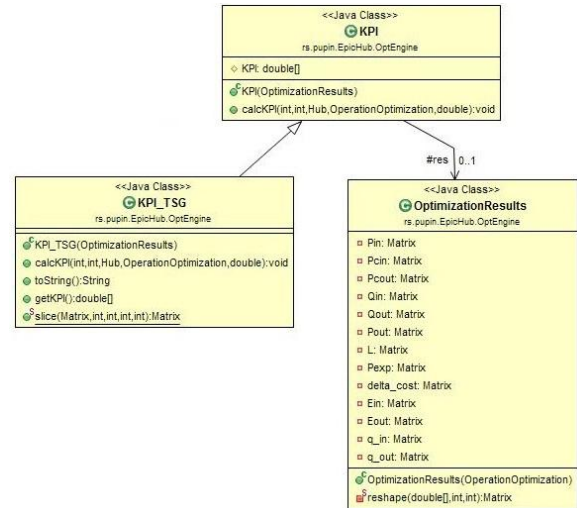 <<Java Class>>
KPI
rs.pupin.EpicHub.OptEngine
KPI: double[]
KPI(OptimizationResults)
calcKPI(int,int,Hub,OperationOptimization,double):void
#res 0..1
<<Java Class>>
KPI_TSG
rs.pupin.EpicHub.OptEngine
KPI_TSG(OptimizationResults)
calcKPI(int,int,Hub,OperationOptimization,double):void
toString():String
getKPI():double[]
slice(Matrix,int,int,int,int):Matrix
<<Java Class>>
OptimizationResults
rs.pupin.EpicHub.OptEngine
Pin: Matrix
Pcin: Matrix
Pcout: Matrix
Qin: Matrix
Qout: Matrix
Pout: Matrix
L: Matrix
Pexp: Matrix
delta_cost: Matrix
Ein: Matrix
Eout: Matrix
q_in: Matrix
q_out: Matrix
OptimizationResults(OperationOptimization)
reshape(double[],int,int):Matrix